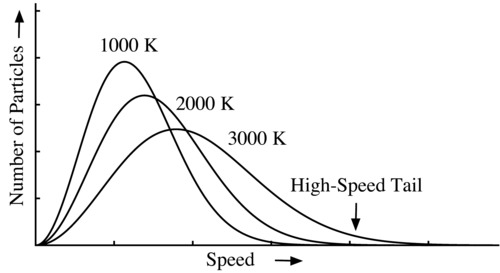 Number of Particles
1000 K
2000 K
3000 K
High-Speed Tail
Speed